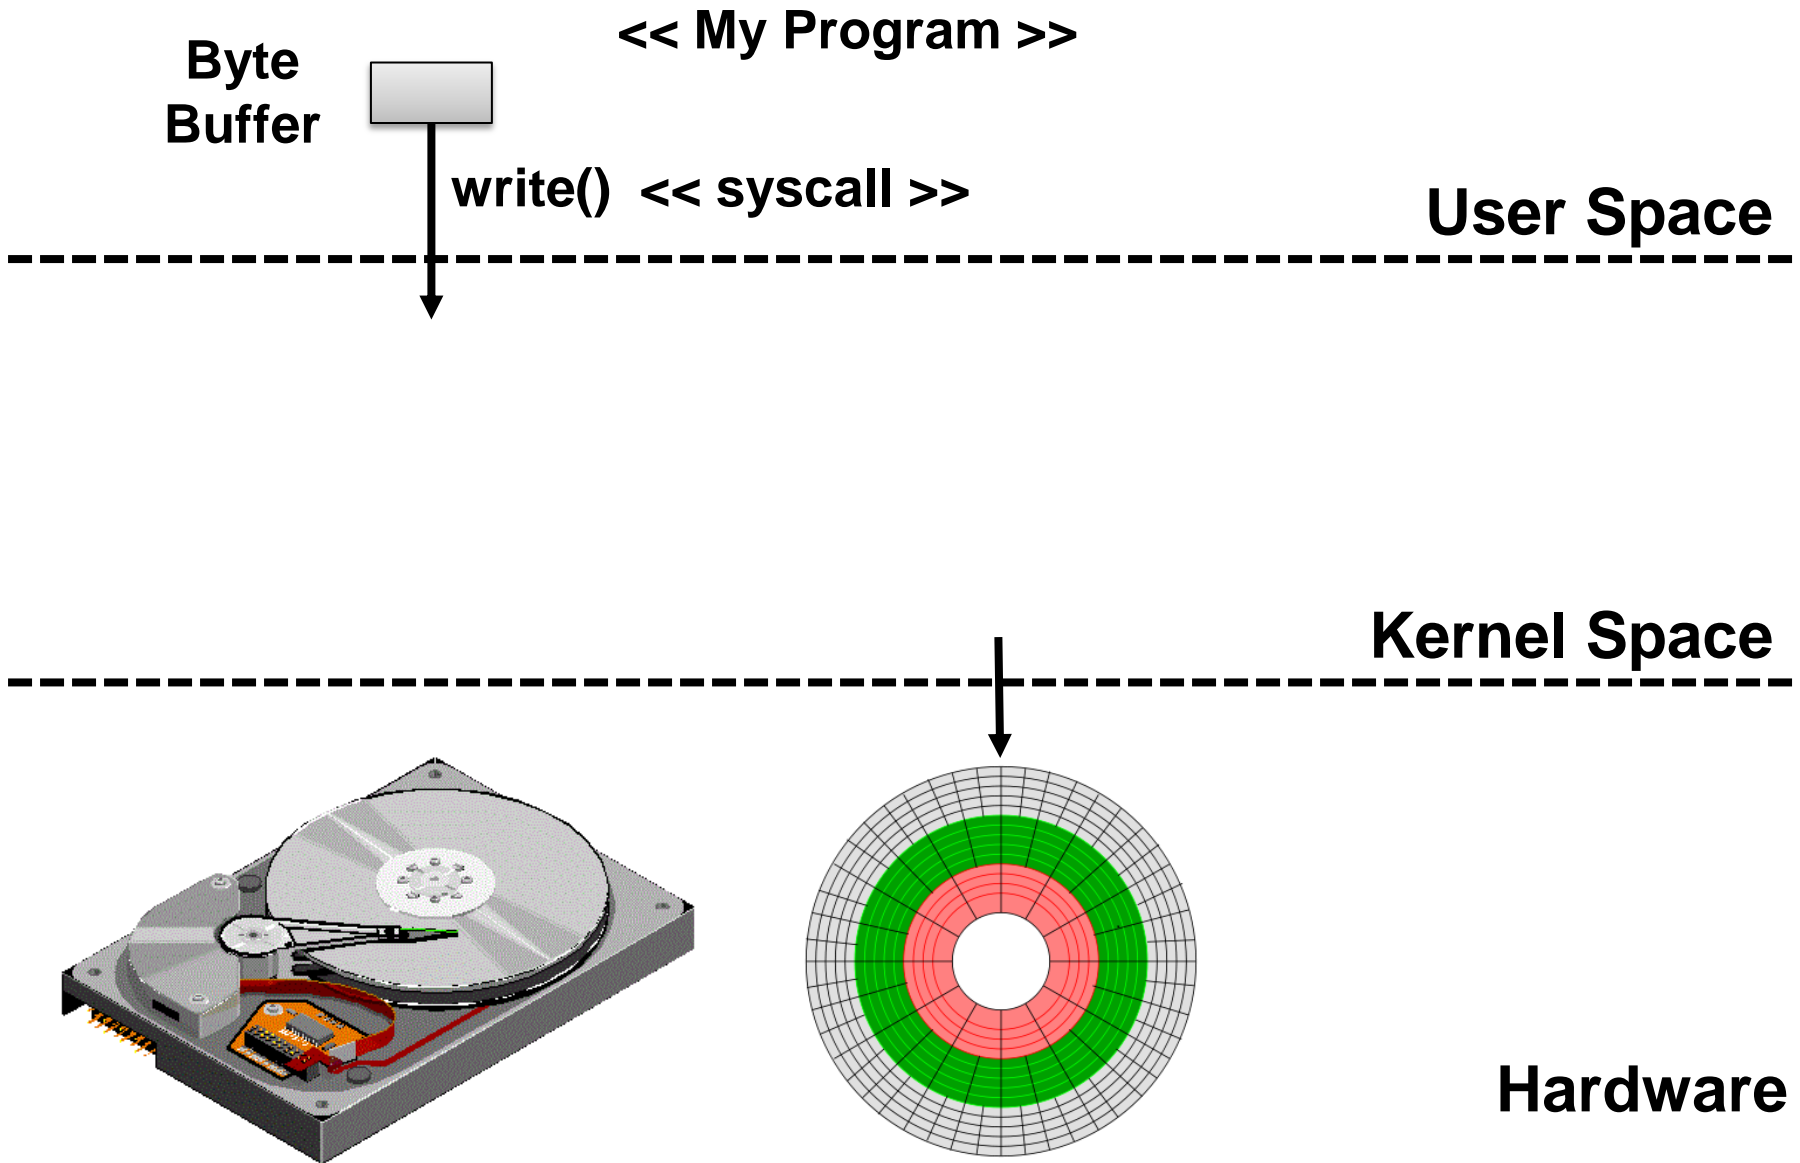 << My Program >>
Byte
Buffer
write() << syscall >>
User Space
Kernel Space
Hardware